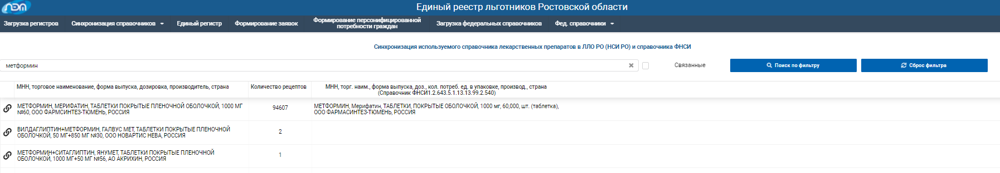 ЛЭЛ
Единый реестр льготников Ростовской области
Загрузка регистров
Синхронизация справочников
Единый регистр
Формирование заявок
Формирование персонифицированной
потребности граждан
Загрузка федеральных справочников
Фед. справочники
Синхронизация используемого справочника лекарственных препаратов в ЛЛО РО (НСИ РО) и справочника ФНСИ
метформин
Связанные
Поиск по фильтру
Сброс фильтра
МНН, торговое наименование, форма выпуска, дозировка, производитель, страна
Количество рецептов
МНН, торг. наим., форма выпуска, доз., кол. потреб. ед. в упаковке, производ., страна
(Справочник ФНСИ1.2.643.5.1.13.13.99.2.540)
МЕТФОРМИН, МЕРИФАТИН, ТАБЛЕТКИ ПОКРЫТЫЕ ПЛЕНОЧНОЙ ОБОЛОЧКОЙ, 1000 МГ
№60, ООО ФАРМСИНТЕЗ-ТЮМЕНЬ, РОССИЯ
94607
МЕТФОРМИН, Мерифатин, ТАБЛЕТКИ, ПОКРЫТЫЕ ОБОЛОЧКОЙ, 1000 мг, 60,000, шт. (таблетка),
ООО ФАРМАСИНТЕЗ-ТЮМЕНЬ, РОССИЯ
ВИЛДАГЛИПТИН+МЕТФОРМИН, ГАЛВУС МЕТ, ТАБЛЕТКИ ПОКРЫТЫЕ ПЛЕНОЧНОЙ
ОБОЛОЧКОЙ, 50 МГ+850 МГ №30, ООО НОВАРТИС НЕВА, РОССИЯ
2
МЕТФОРМИН+СИТАГЛИПТИН, ЯНУМЕТ, ТАБЛЕТКИ ПОКРЫТЫЕ ПЛЕНОЧНОЙ
ОБОЛОЧКОЙ, 1000 МГ+50 МГ №56, АО АКРИХИН, РОССИЯ
1